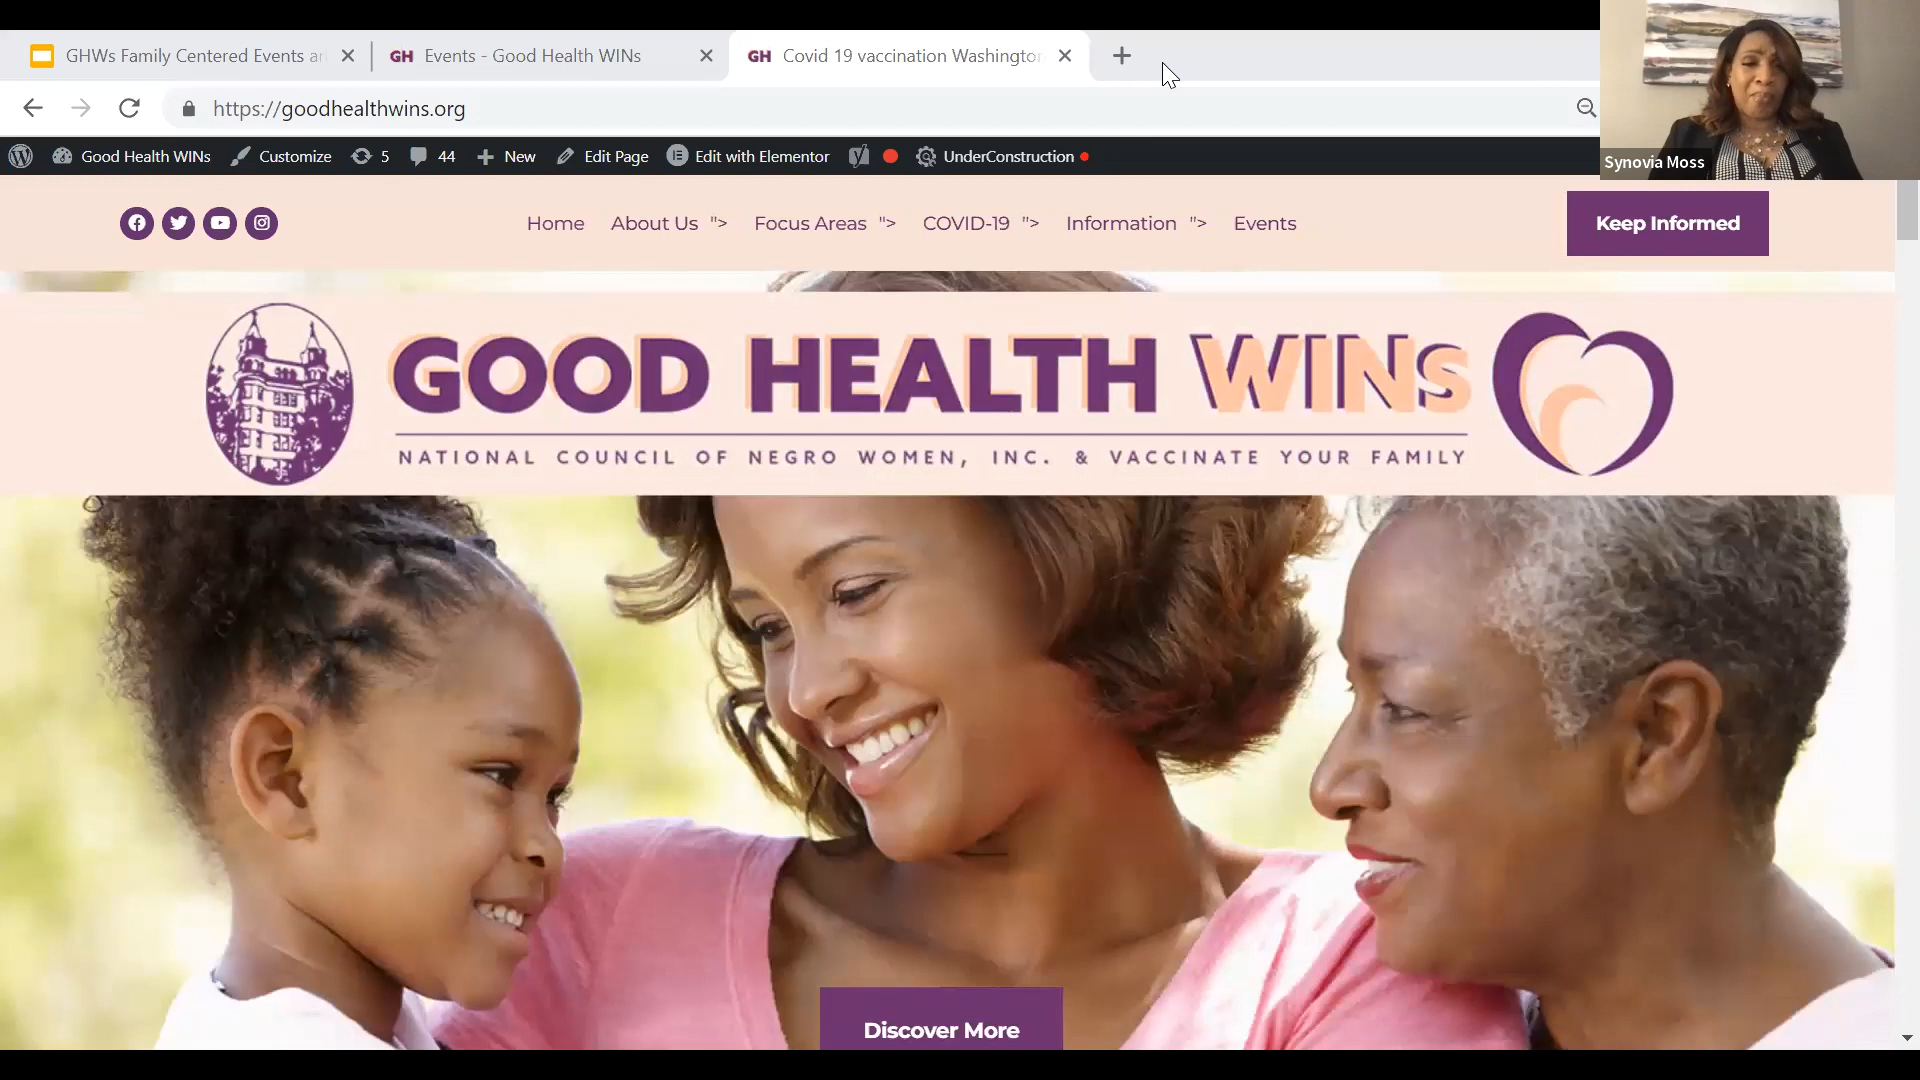 GHWs Family Centered Events a
GH Events - Good Health WINs
GH Covid 19 vaccination Washington
https://goodhealthwins.org
Good Health WINs Customize 5 44 New Edit Page Edit with Elementor UnderConstruction
Synovia Moss
Home About Us "> Focus Areas "> COVID-19 "> Information "> Events
Keep Informed
GOOD HEALTH WINs
NATIONAL COUNCIL OF NEGRO WOMEN, INC. & VACCINATE YOUR FAMILY
Discover More